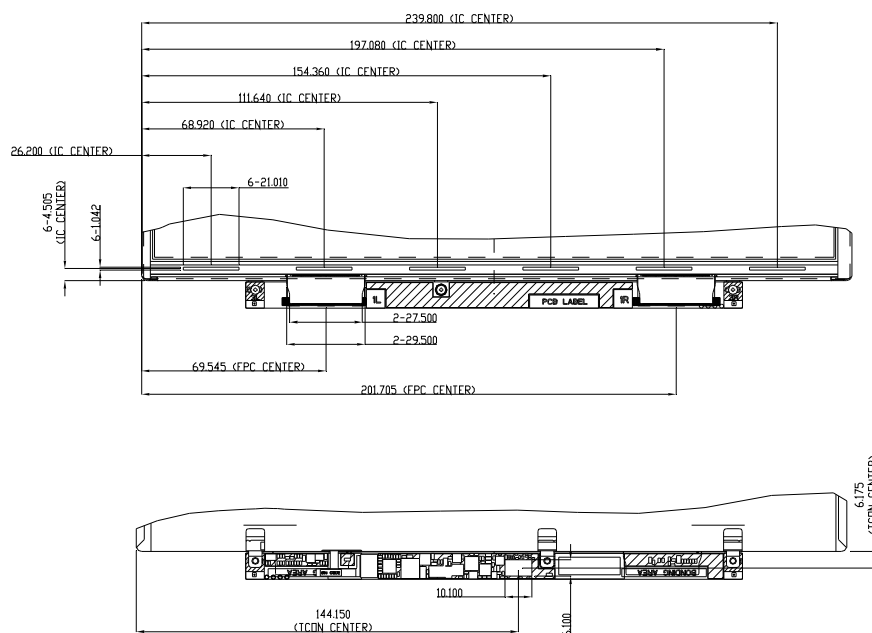 239.800 (IC CENTER)
197.080 (IC CENTER)
154.360 (IC CENTER)
111.640 (IC CENTER)
68.920 (IC CENTER)
26.200 (IC CENTER)
6-21.010
6-4.505
(IC CENTER)
6-1.042
1L
PCB LABEL
1R
2-27.500
2-29.500
69.545 (FPC CENTER)
201.705 (FPC CENTER)
6.175
(TCON CENTER)
BONDING AREA
10.100
144.150
(TCON CENTER)